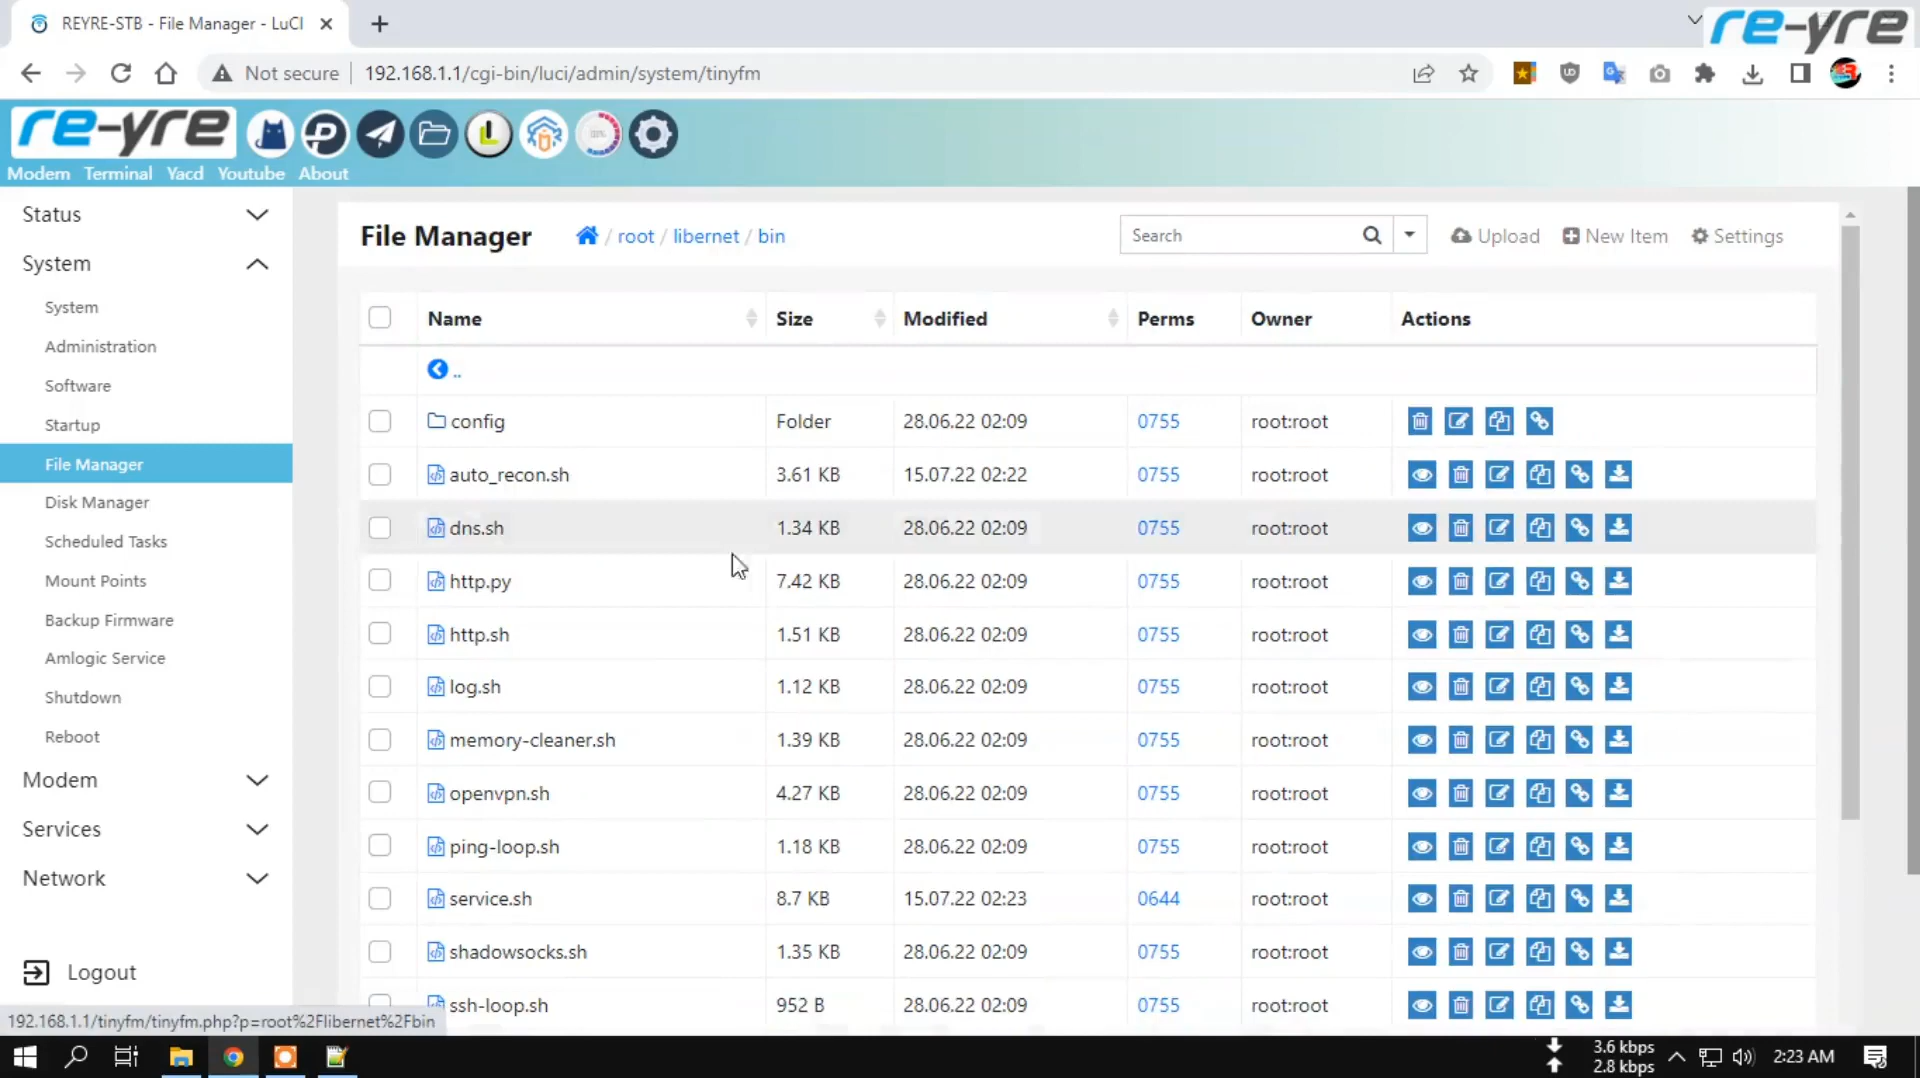 REYRE-STB - File Manager - LuCI
re-yre
Not secure
192.168.1.1/cgi-bin/luci/admin/system/tinyfm
re-yre
Modem Terminal Yacd Youtube About
Status
System
System
Administration
Software
Startup
File Manager
Disk Manager
Scheduled Tasks
Mount Points
Backup Firmware
Amlogic Service
Shutdown
Reboot
Modem
Services
Network
Logout
File Manager / root / libernet / bin
Search
Upload
New Item
Settings
Name Size Modified Perms Owner Actions
..
config Folder 28.06.22 02:09 0755 root:root
auto_recon.sh 3.61 KB 15.07.22 02:22 0755 root:root
dns.sh 1.34 KB 28.06.22 02:09 0755 root:root
http.py 7.42 KB 28.06.22 02:09 0755 root:root
http.sh 1.51 KB 28.06.22 02:09 0755 root:root
log.sh 1.12 KB 28.06.22 02:09 0755 root:root
memory-cleaner.sh 1.39 KB 28.06.22 02:09 0755 root:root
openvpn.sh 4.27 KB 28.06.22 02:09 0755 root:root
ping-loop.sh 1.18 KB 28.06.22 02:09 0755 root:root
service.sh 8.7 KB 15.07.22 02:23 0644 root:root
shadowsocks.sh 1.35 KB 28.06.22 02:09 0755 root:root
ssh-loop.sh 952 B 28.06.22 02:09 0755 root:root
192.168.1.1/tinyfm/tinyfm.php?p=root%2Flibernet%2Fbin
3.6 kbps
2.8 kbps
2:23 AM